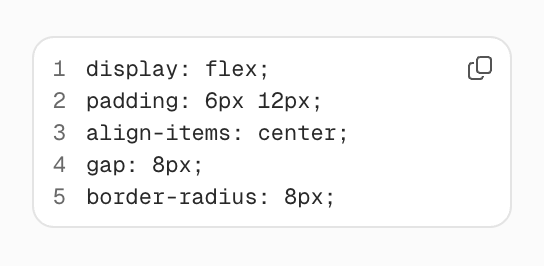 1 display: flex;
2 padding: 6px 12px;
3 align-items: center;
4 gap: 8px;
5 border-radius: 8px;